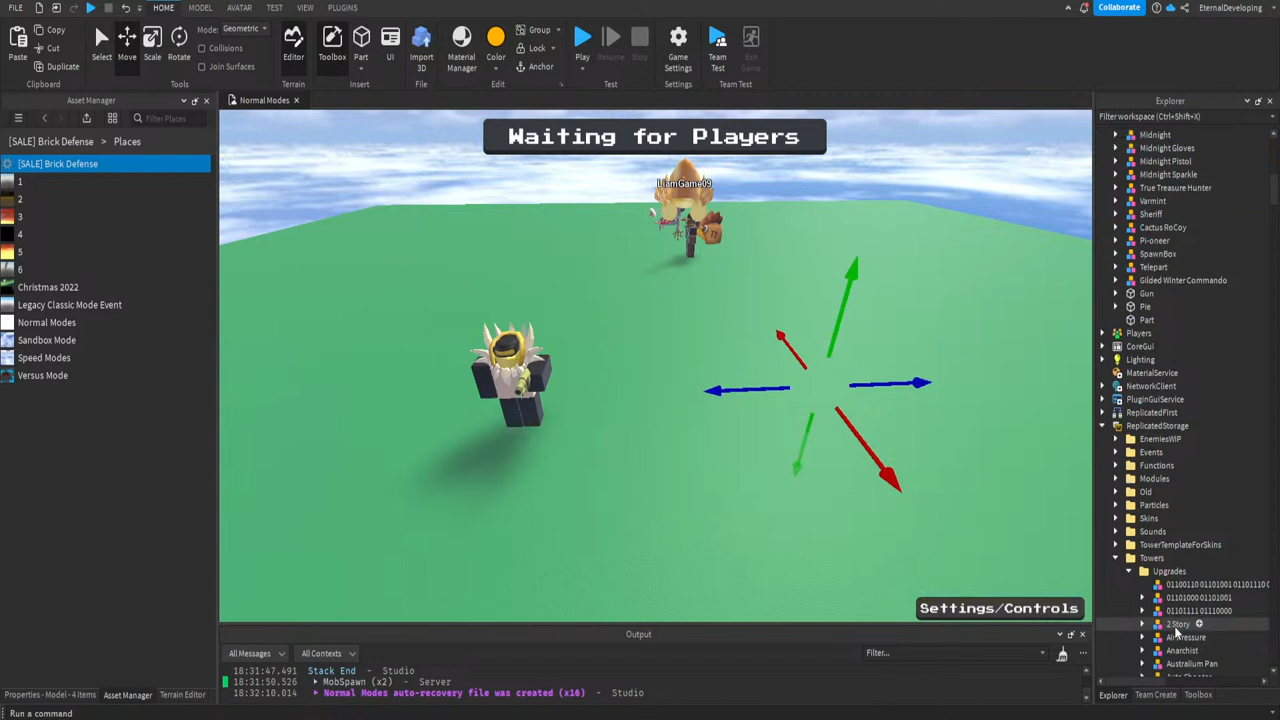 FILE HOME MODEL AVATAR TEST VIEW PLUGINS Collaborate EternalDeveloping
Paste Copy Cut Duplicate Clipboard
Select Move Scale Rotate Mode: Geometric Collisions Join Surfaces Tools
Editor Terrain
Toolbox Part UI Insert
Import 3D File
Material Manager Color Group Lock Anchor Edit
Play Resume Stop Test
Game Settings Settings
Team Test Exit Game Team Test
Asset Manager
Filter Places
[SALE] Brick Defense > Places
[SALE] Brick Defense
1
2
3
4
5
6
Christmas 2022
Legacy Classic Mode Event
Normal Modes
Sandbox Mode
Speed Modes
Versus Mode
Properties - Model - 4 items Asset Manager Terrain Editor
Run a command
Normal Modes
Waiting for Players
LiamGame09
Settings/Controls
Output
All Messages All Contexts Filter...
18:31:47.491 Stack End - Studio
18:31:50.526 MobSpawn (x2) - Server
18:32:10.014 Normal Modes auto-recovery file was created (x16) - Studio
Explorer
Filter workspace (Ctrl+Shift+X)
Midnight
Midnight Gloves
Midnight Pistol
Midnight Sparkle
True Treasure Hunter
Varmint
Sheriff
Cactus RoCoy
Pi-oneer
SpawnBox
Telepart
Gilded Winter Commando
Gun
Pie
Part
Players
CoreGui
Lighting
MaterialService
NetworkClient
PluginGuiService
ReplicatedFirst
ReplicatedStorage
EnemiesWIP
Events
Functions
Modules
Old
Particles
Skins
Sounds
TowerTemplateForSkins
Towers
Upgrades
01100110 01101001 01101110 0
01101000 01101001
01101111 01110000
2 Story
Air Pressure
Anarchist
Australium Pan
Explorer Team Create Toolbox